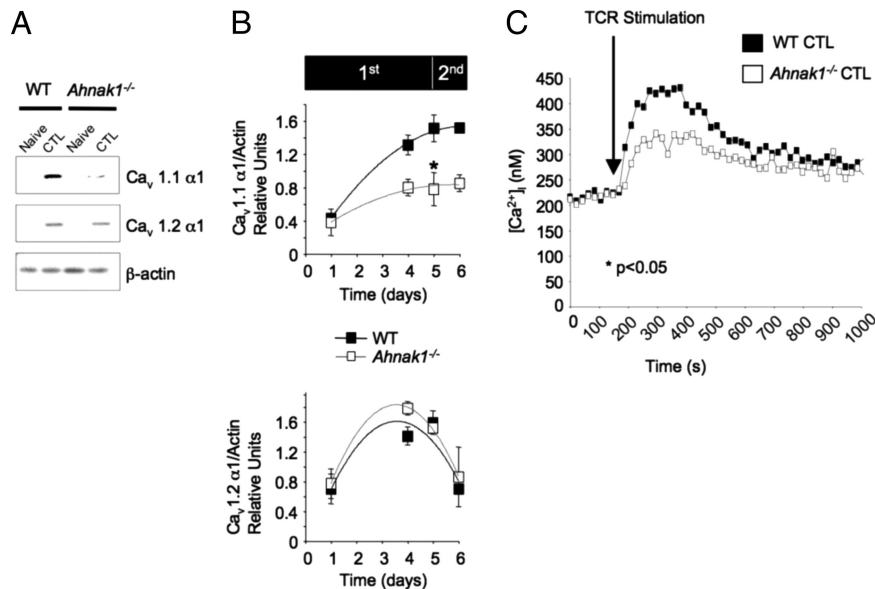 A
WT Ahnak1-/-
Naive CTL Naive CTL
Cav 1.1 α1
Cav 1.2 α1
β-actin
B
1st 2nd
Cav1.1 α1/Actin
Relative Units
1.6
1.2
0.8
0.4
0
*
0 1 2 3 4 5 6
Time (days)
WT
Ahnak1-/-
Cav1.2 α1/Actin
Relative Units
1.6
1.2
0.8
0.4
0
0 1 2 3 4 5 6
Time (days)
C
TCR Stimulation
WT CTL
Ahnak1-/- CTL
[Ca2+]I (nM)
450
400
350
300
250
200
150
100
50
0
* p<0.05
0 100 200 300 400 500 600 700 800 900 1000
Time (s)